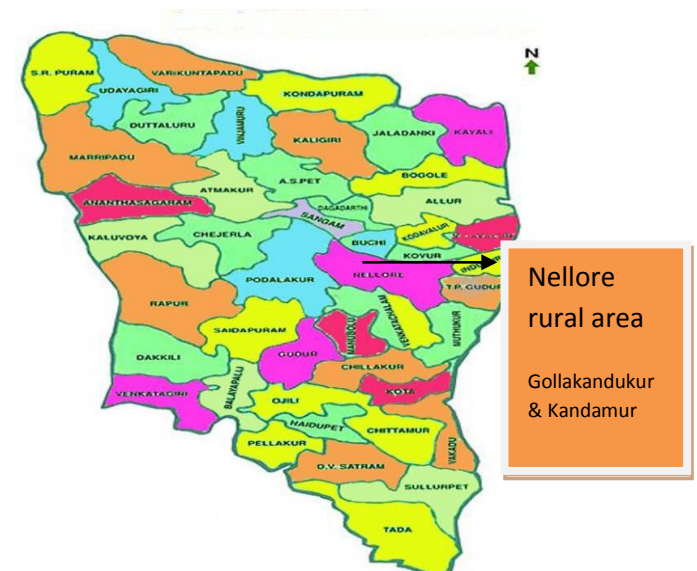 N
S.R. PURAM
VARIKUNTAPADU
UDAYAGIRI
KONDAPURAM
DUTTALURU
VINJAMURU
KALIGIRI
JALADANKI
KAVALI
MARRIPADU
BOGOLE
ATMAKUR
A.S.PET
ANANTHASAGARAM
DAGADARTHI
ALLUR
SANGAM
KALUVOYA
CHEJERLA
KODAVALUR
BUCHI
KOVUR
PODALAKUR
NELLORE
T.P. GUDUR
RAPUR
VENKATACHALAM
MUTHUKUR
SAIDAPURAM
MANUBOLU
DAKKILI
GUDUR
CHILLAKUR
VENKATAGINI
BALAYAPALLI
KOTA
OJILI
NAIDUPET
CHITTAMUR
PELLAKUR
VAKADU
D.V. SATRAM
SULLURPET
TADA
Nellore
rural area
Gollakandukur
& Kandamur